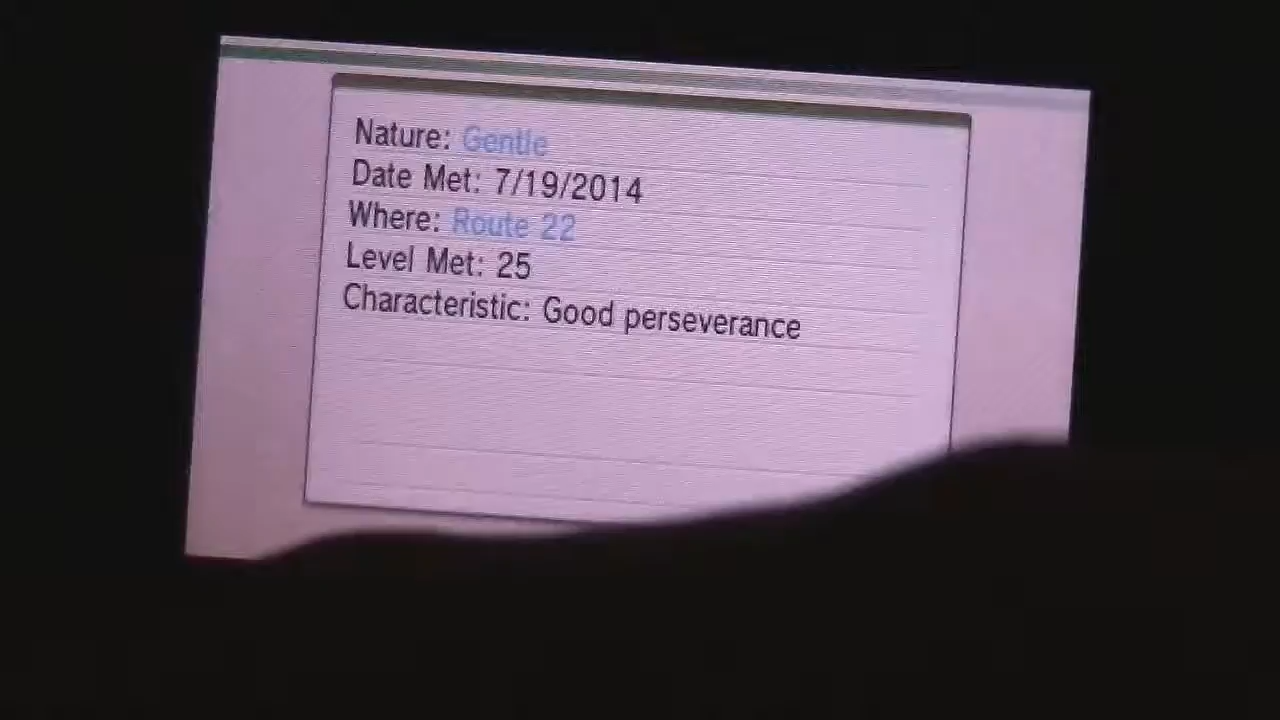 Nature: Gentle
Date Met: 7/19/2014
Where: Route 22
Level Met: 25
Characteristic: Good perseverance